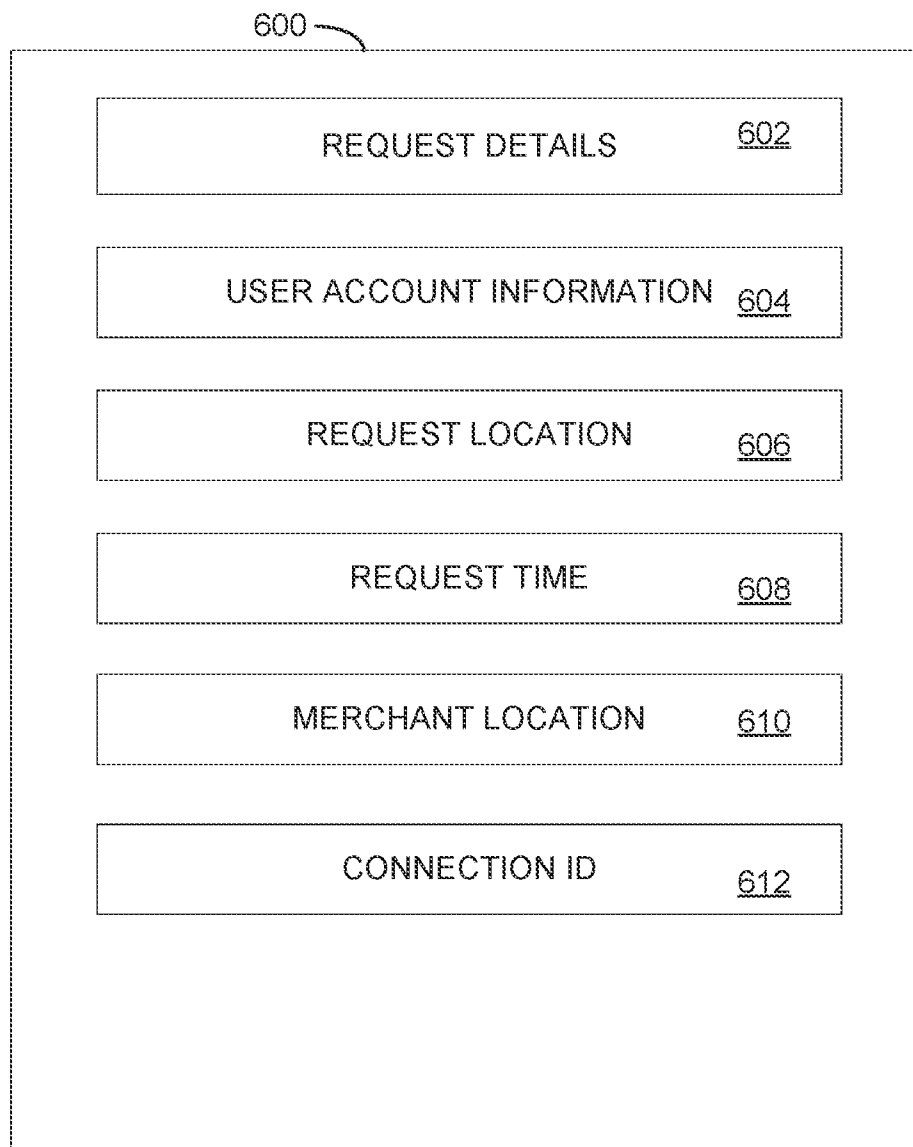 600
REQUEST DETAILS 602
USER ACCOUNT INFORMATION 604
REQUEST LOCATION 606
REQUEST TIME 608
MERCHANT LOCATION 610
CONNECTION ID 612